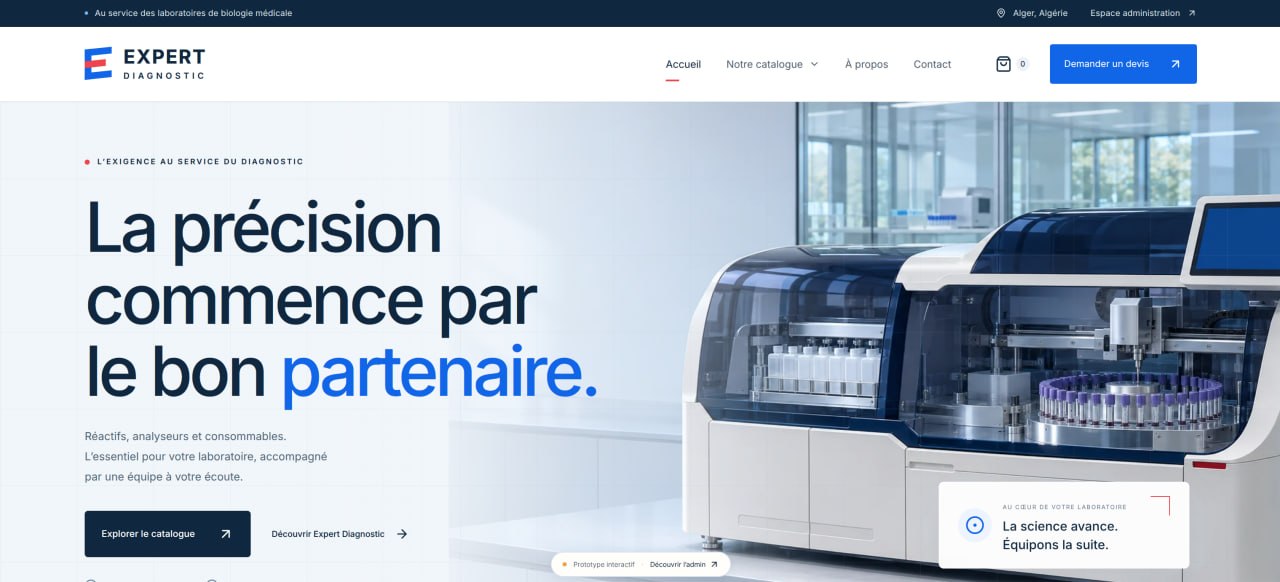 Au service des laboratoires de biologie médicale
Alger, Algérie
Espace administration
EXPERT
DIAGNOSTIC
Accueil
Notre catalogue
À propos
Contact
0
Demander un devis
L'EXIGENCE AU SERVICE DU DIAGNOSTIC
La précision
commence par
le bon partenaire.
Réactifs, analyseurs et consommables.
L'essentiel pour votre laboratoire, accompagné
par une équipe à votre écoute.
Explorer le catalogue
Découvrir Expert Diagnostic
AU CŒUR DE VOTRE LABORATOIRE
La science avance.
Équipons la suite.
Prototype interactif
Découvrir l'admin